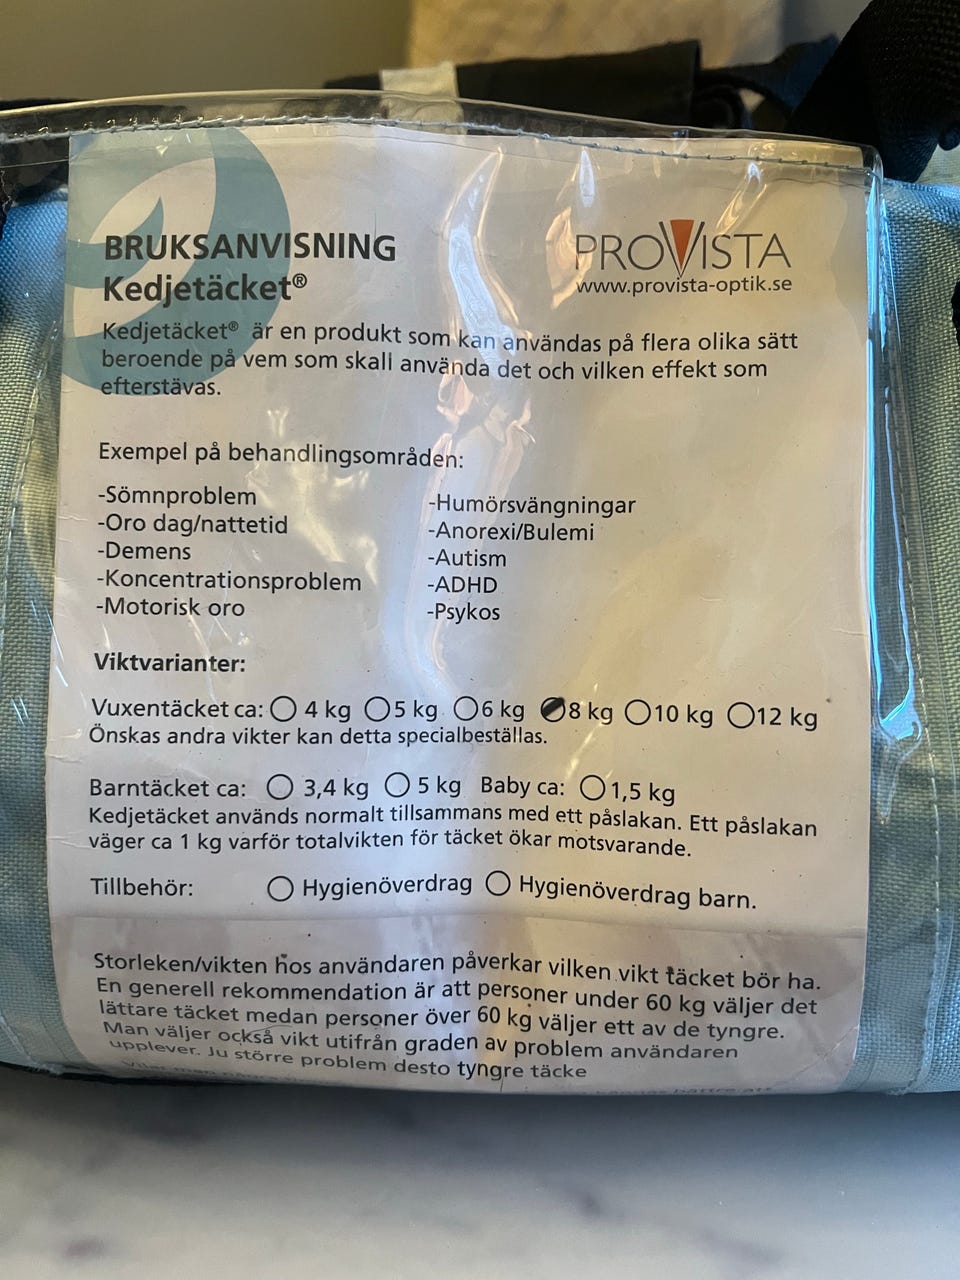 BRUKSANVISNING
Kedjetäcket®
PROVISTA
www.provista-optik.se
Kedjetäcket® är en produkt som kan användas på flera olika sätt
beroende på vem som skall använda det och vilken effekt som
efterstävas.
Exempel på behandlingsområden:
-Sömnproblem
-Oro dag/nattetid
-Demens
-Koncentrationsproblem
-Motorisk oro
-Humörsvängningar
-Anorexi/Bulemi
-Autism
-ADHD
-Psykos
Viktvarianter:
Vuxentäcket ca: 4 kg 5 kg 6 kg 8 kg 10 kg 12 kg
Önskas andra vikter kan detta specialbeställas.
Barntäcket ca: 3,4 kg 5 kg Baby ca: 1,5 kg
Kedjetäcket används normalt tillsammans med ett påslakan. Ett påslakan
väger ca 1 kg varför totalvikten för täcket ökar motsvarande.
Tillbehör: Hygienöverdrag Hygienöverdrag barn.
Storleken/vikten hos användaren påverkar vilken vikt täcket bör ha.
En generell rekommendation är att personer under 60 kg väljer det
lättare täcket medan personer över 60 kg väljer ett av de tyngre.
Man väljer också vikt utifrån graden av problem användaren
upplever. Ju större problem desto tyngre täcke